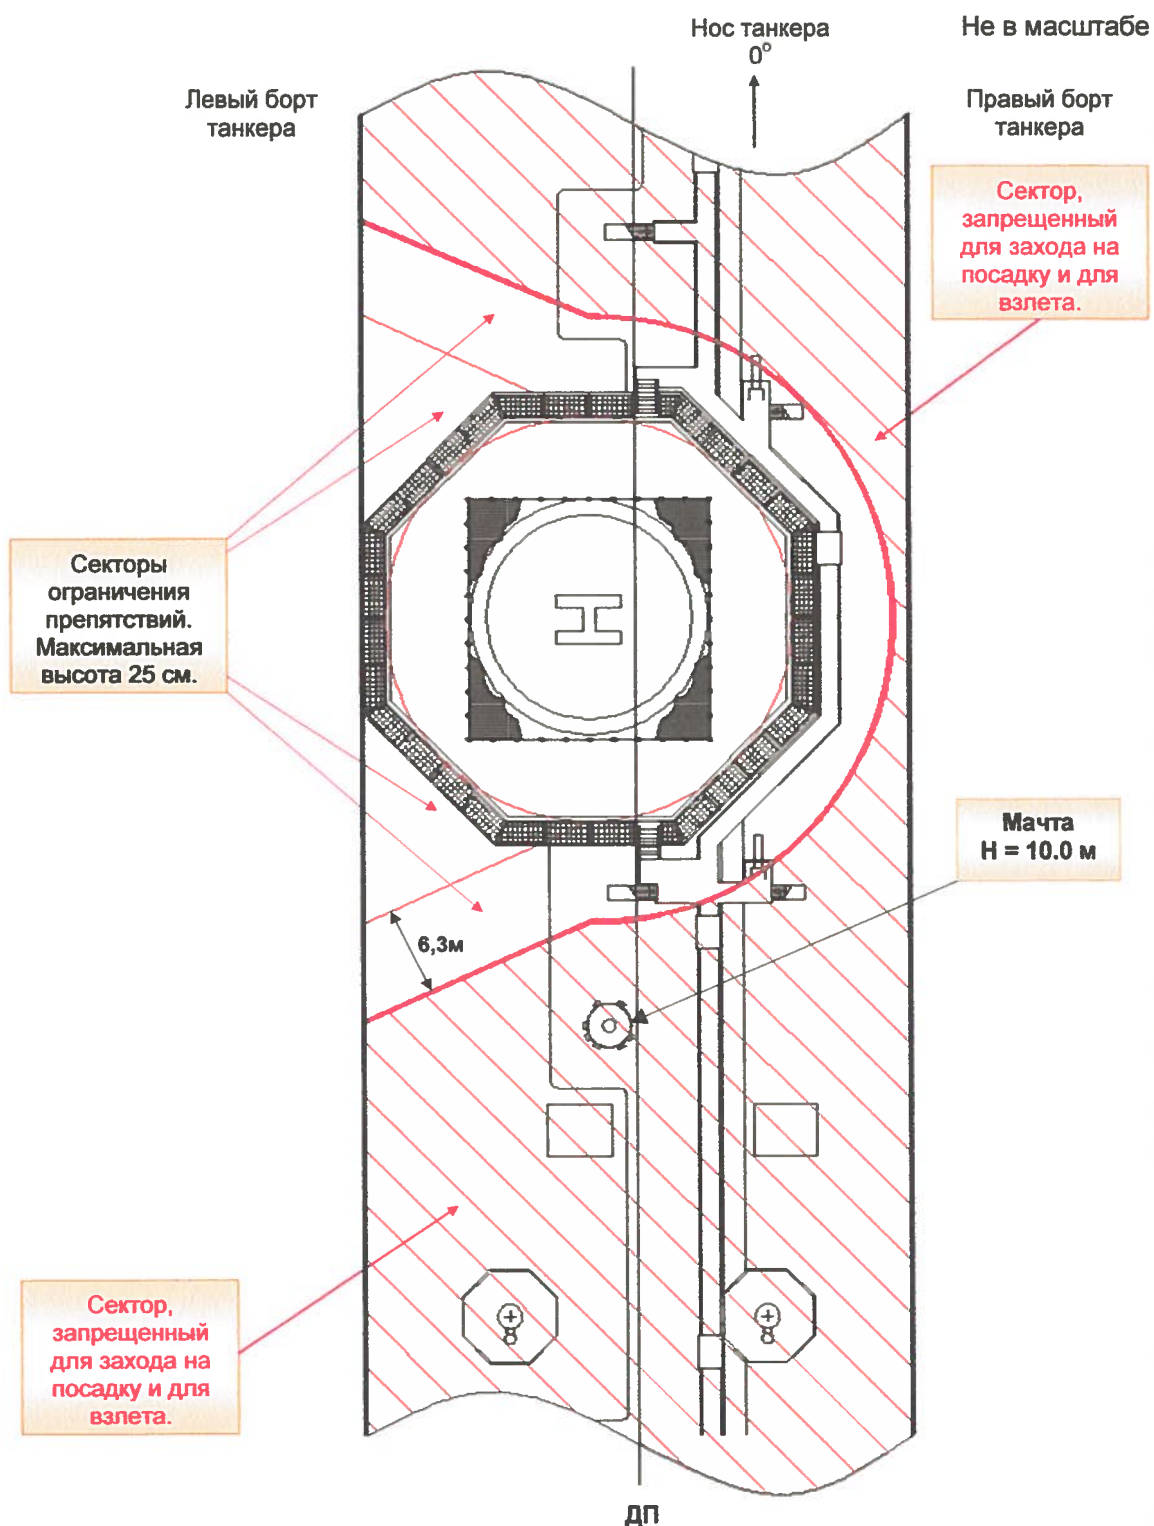 Нос танкера
0°
Не в масштабе
Левый борт
танкера
Правый борт
танкера
Сектор,
запрещенный
для захода на
посадку и для
взлета.
Секторы
ограничения
препятствий.
Максимальная
высота 25 см.
H
Мачта
Н = 10.0 м
6,3м
Сектор,
запрещенный
для захода на
посадку и для
взлета.
ДП